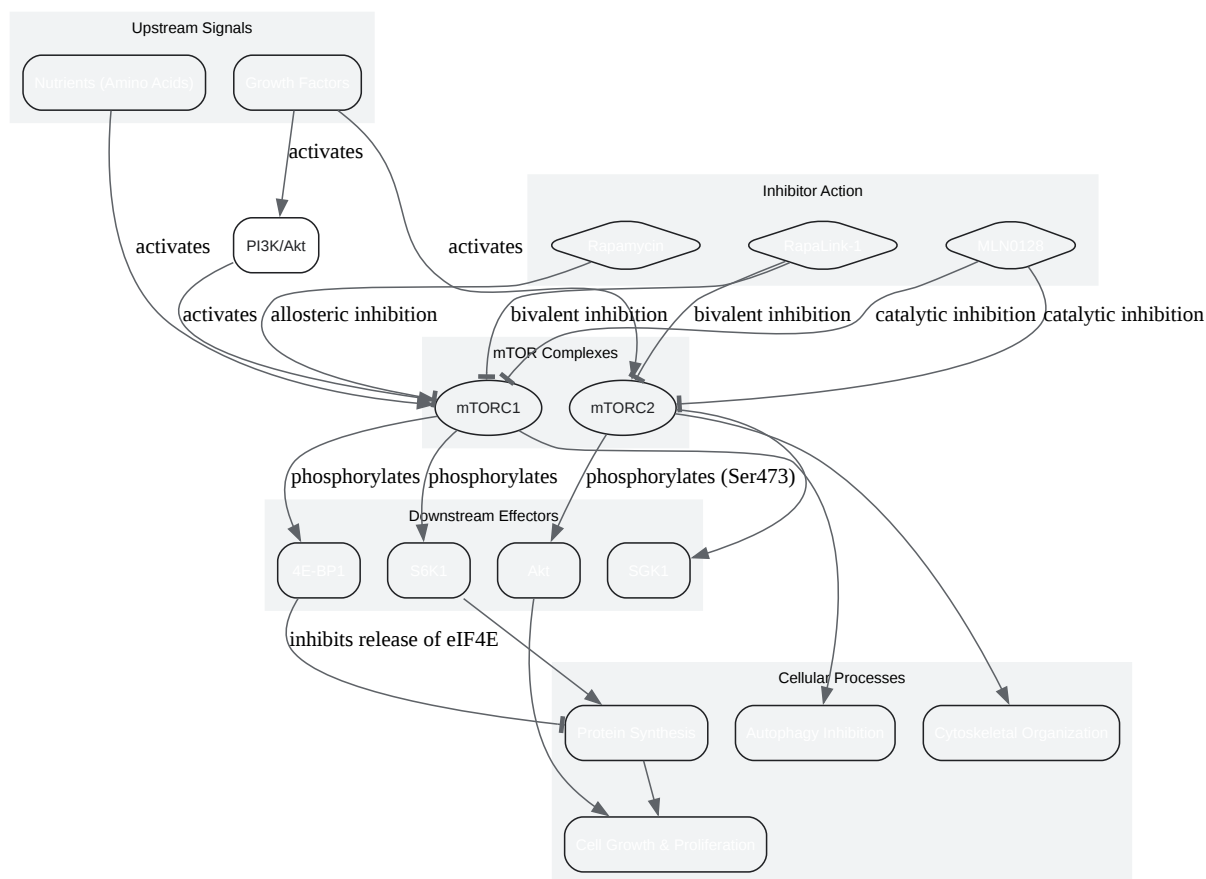 Upstream Signals
Nutrients (Amino Acids)
Growth Factors
activates
Inhibitor Action
PI3K/Akt
activates
activates
Rapamycin
RapaLink-1
MLN0128
activates
allosteric inhibition
bivalent inhibition
bivalent inhibition
catalytic inhibition
catalytic inhibition
mTOR Complexes
mTORC1
mTORC2
phosphorylates
phosphorylates
phosphorylates (Ser473)
Downstream Effectors
4E-BP1
S6K1
Akt
SGK1
inhibits release of eIF4E
Cellular Processes
Protein Synthesis
Autophagy Inhibition
Cytoskeletal Organization
Cell Growth & Proliferation